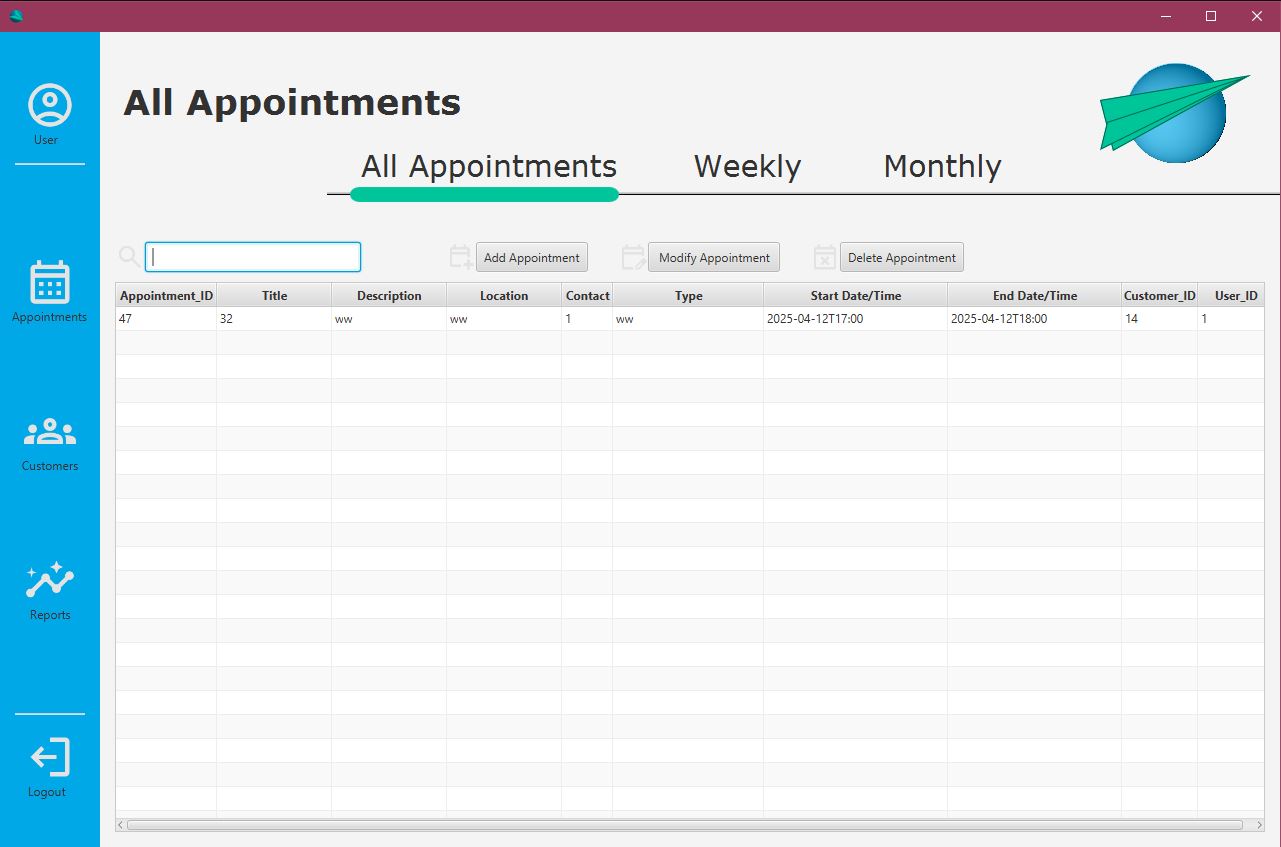 User
Appointments
Customers
Reports
Logout
All Appointments
All Appointments Weekly Monthly
Add Appointment Modify Appointment Delete Appointment
Appointment_ID Title Description Location Contact Type Start Date/Time End Date/Time Customer_ID User_ID
47 32 ww ww 1 ww 2025-04-12T17:00 2025-04-12T18:00 14 1